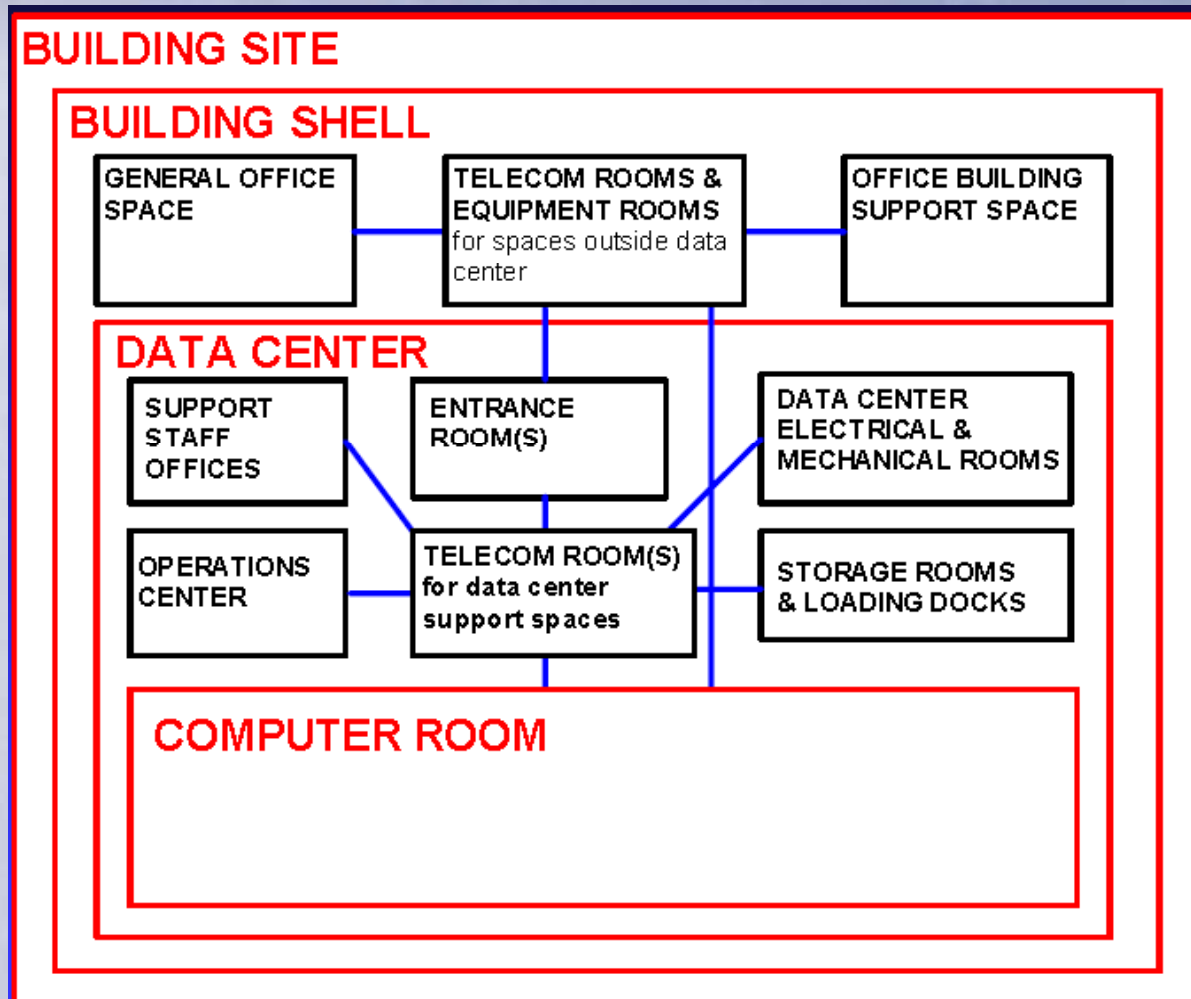 BUILDING SITE
BUILDING SHELL
GENERAL OFFICE
SPACE
TELECOM ROOMS &
EQUIPMENT ROOMS
for spaces outside data
center
OFFICE BUILDING
SUPPORT SPACE
DATA CENTER
SUPPORT
STAFF
OFFICES
ENTRANCE
ROOM(S)
DATA CENTER
ELECTRICAL &
MECHANICAL ROOMS
OPERATIONS
CENTER
TELECOM ROOM(S)
for data center
support spaces
STORAGE ROOMS
& LOADING DOCKS
COMPUTER ROOM